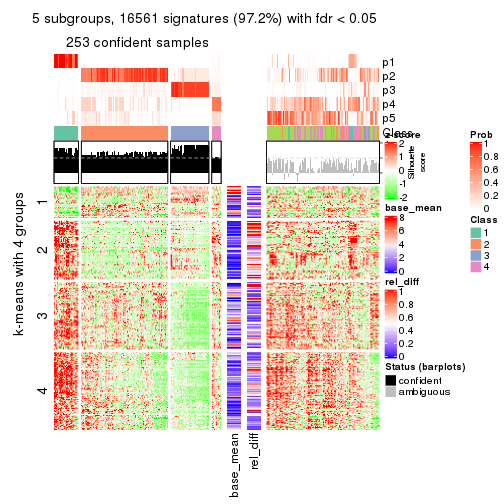 5 subgroups, 16561 signatures (97.2%) with fdr < 0.05
253 confident samples
p1
p2
p3
p4
p5
Class
Silhouette
score
k-means with 4 groups
1
2
3
4
base_mean
rel_diff
z-score
2
1
0
-1
-2
base_mean
8
6
4
2
0
rel_diff
1
0.8
0.6
0.4
0.2
0
Status (barplots)
confident
ambiguous
Prob
1
0.8
0.6
0.4
0.2
0
Class
1
2
3
4